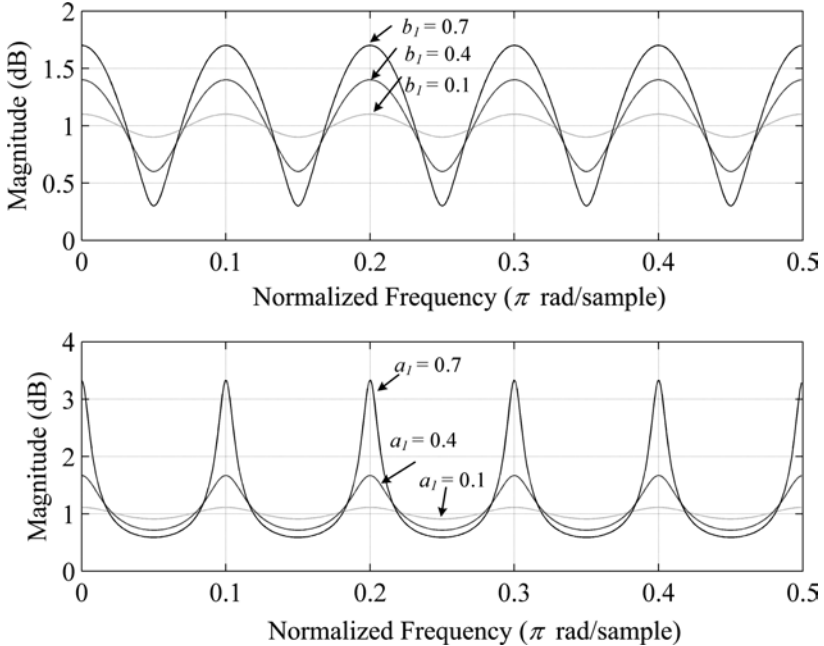 2
b1 = 0.7
1.5
b1 = 0.4
b1 = 0.1
1
0.5
0
Magnitude (dB)
0 0.1 0.2 0.3 0.4 0.5
Normalized Frequency (π rad/sample)
4
a1 = 0.7
3
a1 = 0.4
2
a1 = 0.1
1
0
Magnitude (dB)
0 0.1 0.2 0.3 0.4 0.5
Normalized Frequency (π rad/sample)